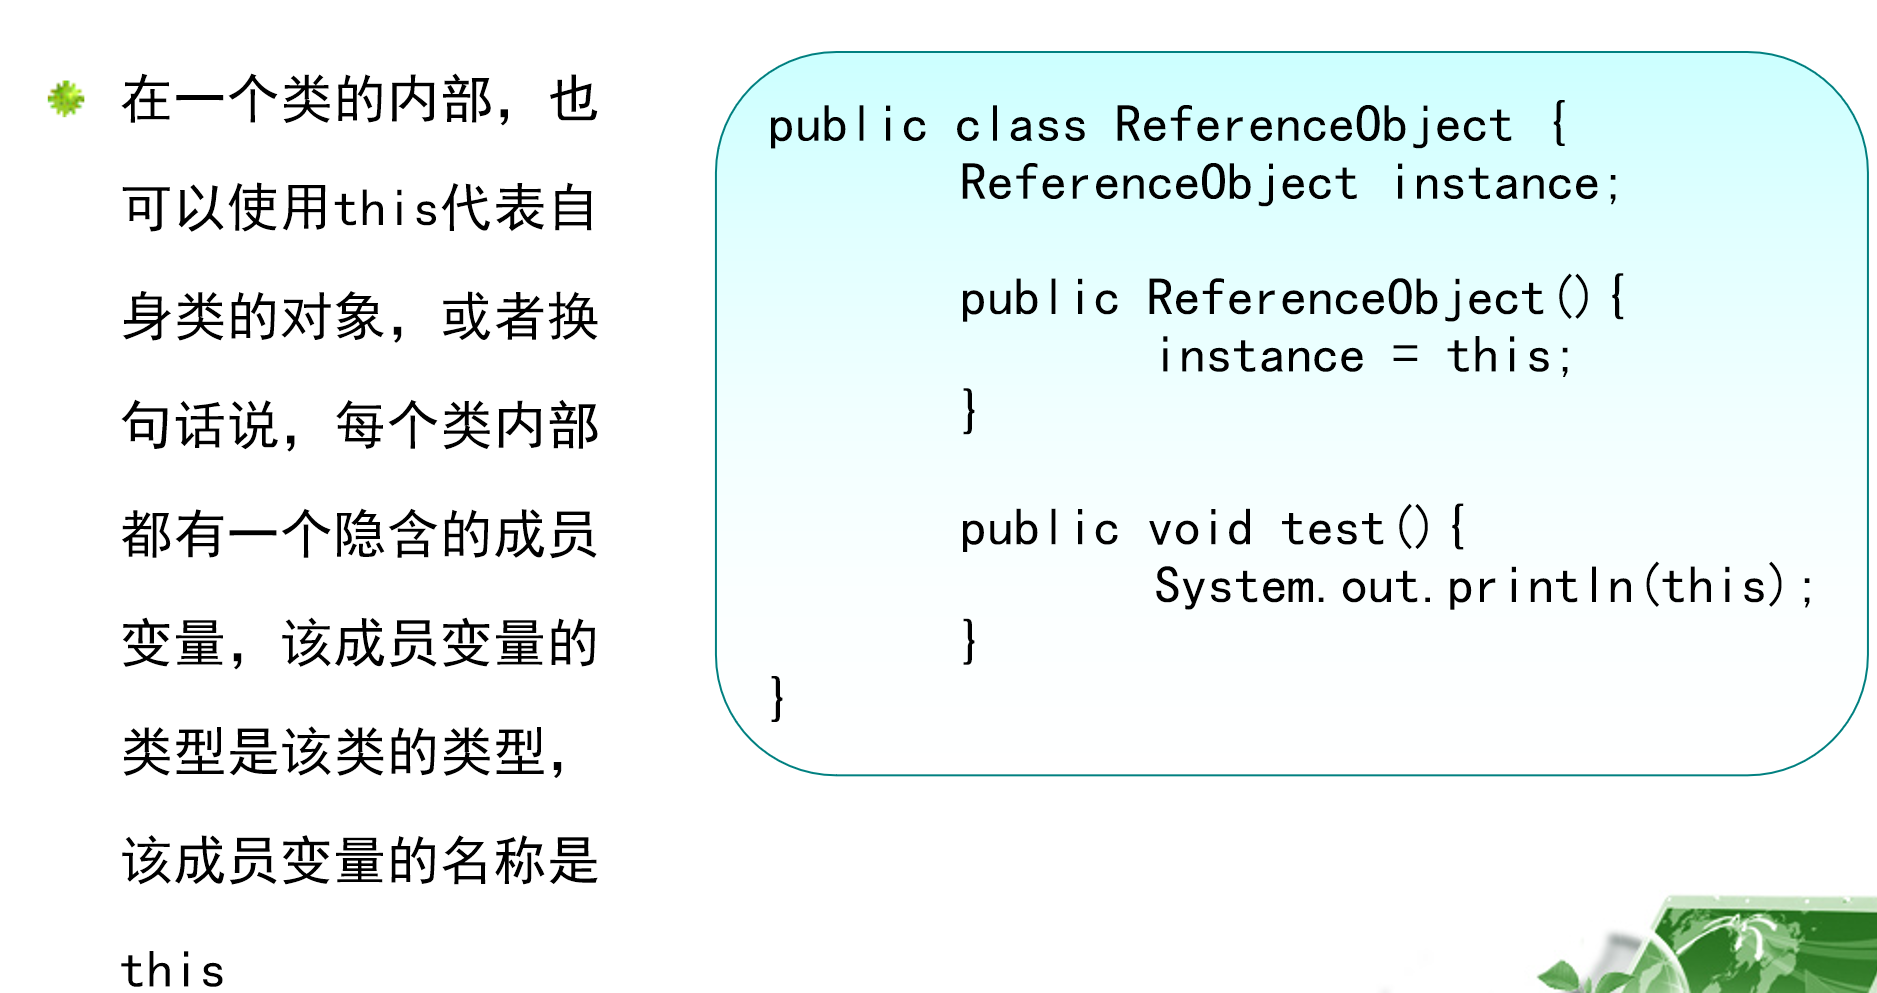 在一个类的内部，也
可以使用this代表自
身类的对象，或者换
句话说，每个类内部
都有一个隐含的成员
变量，该成员变量的
类型是该类的类型，
该成员变量的名称是
this
public class ReferenceObject {
ReferenceObject instance;
public ReferenceObject(){
instance = this;
}
public void test(){
System.out.println(this);
}
}